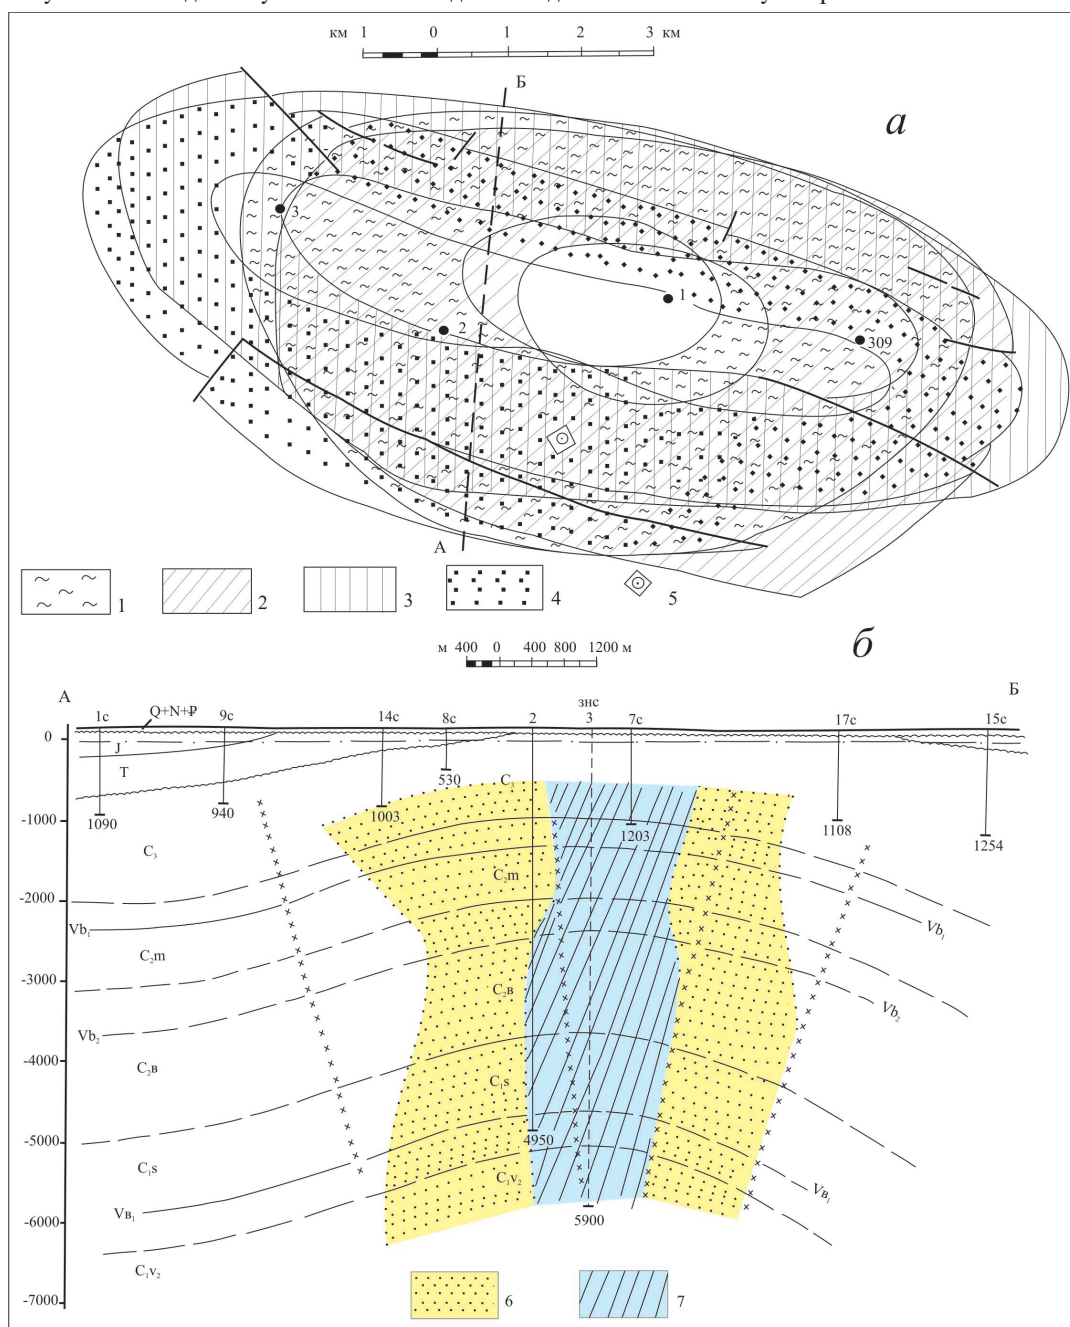 км 1 0 1 2 3 км
Б
а
3
1
2
309
А
1 2 3 4 5
м 400 0 400 800 1200 м
б
А Б
знс
1с 9с 14с 8с 2 3 7с 17с 15с
Q+N+₽
0
J
T
C₃
530
940 1003
-1000
1090 1203 1108 1254
C₃
C₂m
-2000
Vb₁ Vb₁
C₂m
-3000
C₂в
Vb₂ Vb₂
C₂в
-4000
C₁s
-5000
4950
C₁s
C₁v₂
Vв₁ Vв₁
-6000
5900
C₁v₂
-7000
6 7